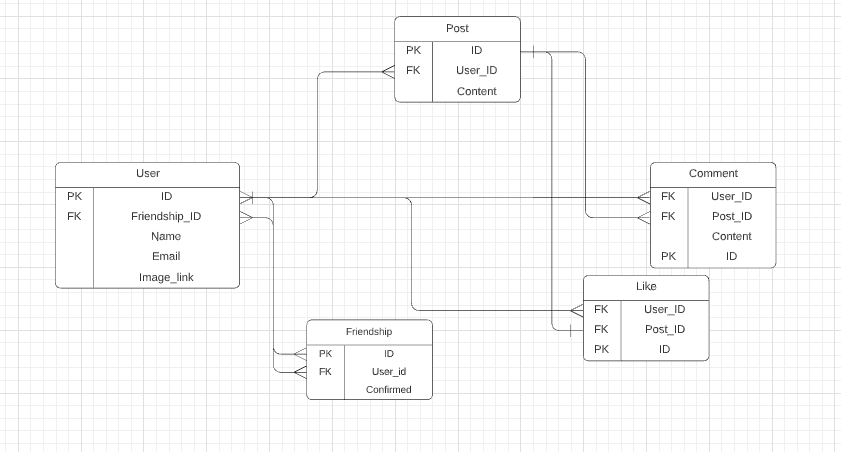 Post
PK ID
FK User_ID
Content
User
PK ID
FK Friendship_ID
Name
Email
Image_link
Comment
FK User_ID
FK Post_ID
Content
PK ID
Like
FK User_ID
FK Post_ID
PK ID
Friendship
PK ID
FK User_id
Confirmed